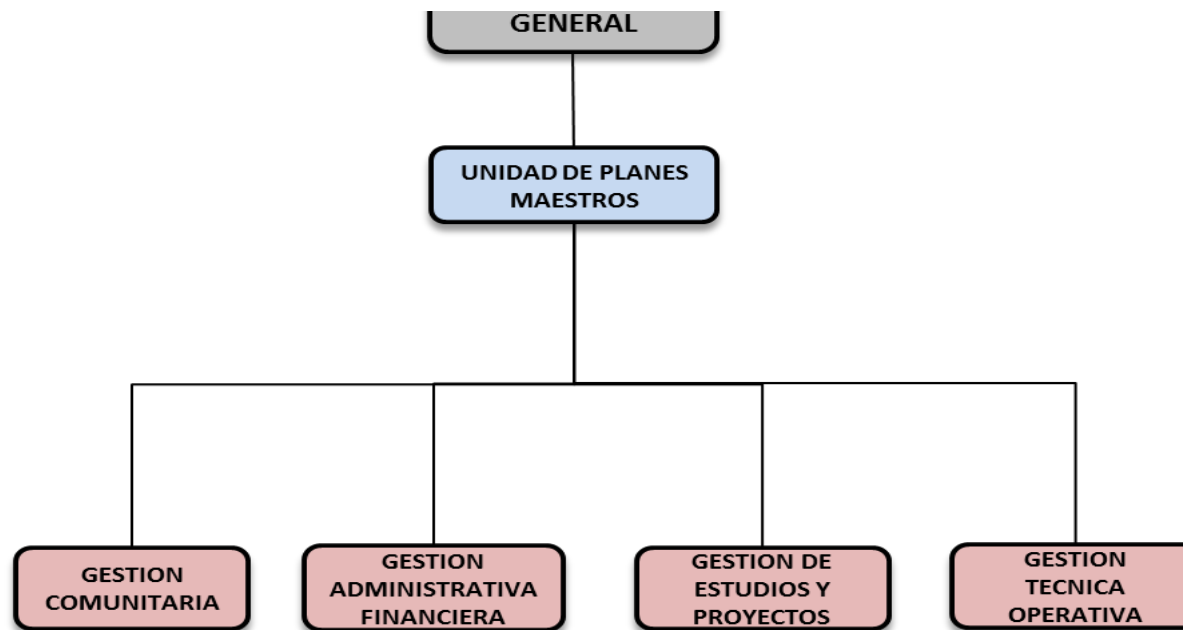 GENERAL
UNIDAD DE PLANES
MAESTROS
GESTION
COMUNITARIA
GESTION
ADMINISTRATIVA
FINANCIERA
GESTION DE
ESTUDIOS Y
PROYECTOS
GESTION
TECNICA
OPERATIVA